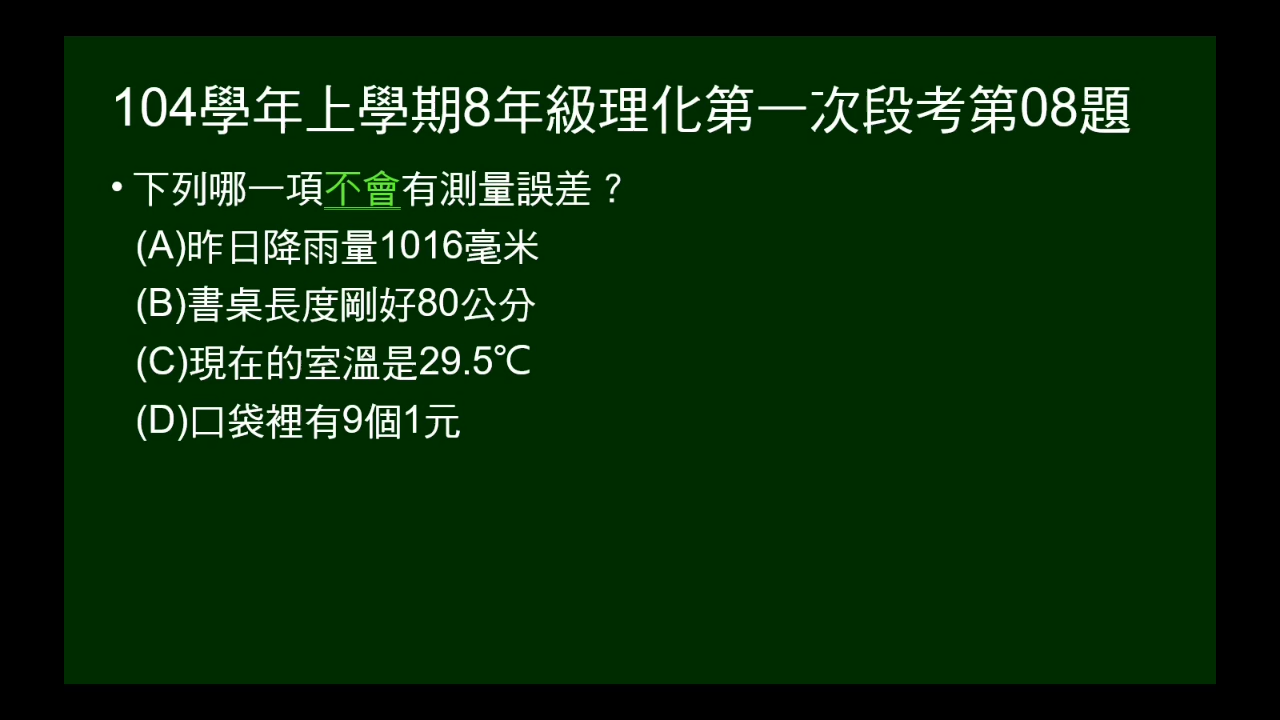 104學年上學期8年級理化第一次段考第08題
•下列哪一項不會有測量誤差？
(A)昨日降雨量1016毫米
(B)書桌長度剛好80公分
(C)現在的室溫是29.5℃
(D)口袋裡有9個1元